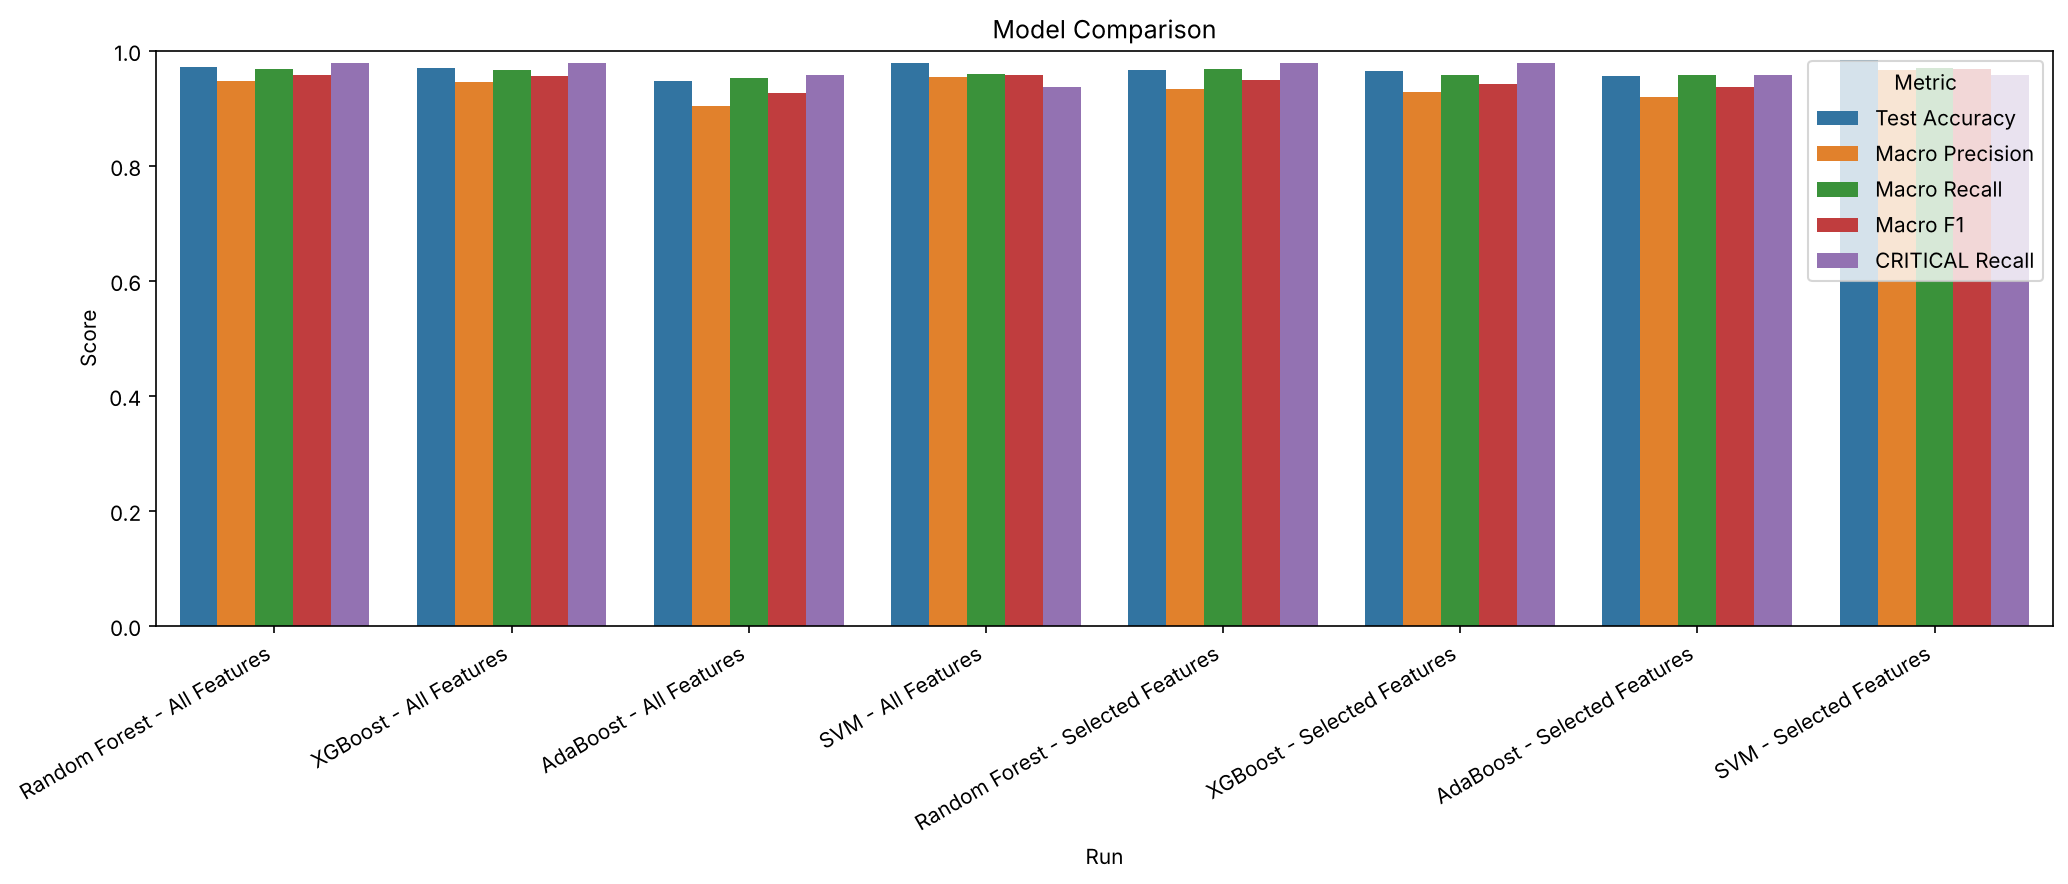 Model Comparison
1.0
0.8
0.6
0.4
0.2
0.0
Score
Metric
Test Accuracy
Macro Precision
Macro Recall
Macro F1
CRITICAL Recall
Random Forest - All Features
XGBoost - All Features
AdaBoost - All Features
SVM - All Features
Random Forest - Selected Features
XGBoost - Selected Features
AdaBoost - Selected Features
SVM - Selected Features
Run